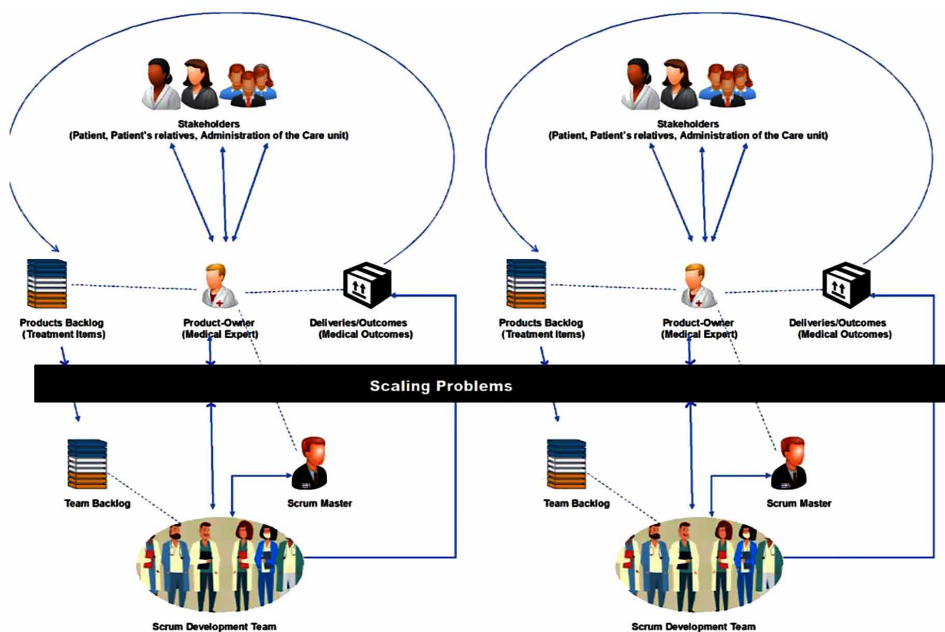 Stakeholders
(Patient, Patient's relatives, Administration of the Care unit)
Products Backlog
(Treatment Items)
Product-Owner
(Medical Expert)
Deliveries/Outcomes
(Medical Outcomes)
Stakeholders
(Patient, Patient's relatives, Administration of the Care unit)
Products Backlog
(Treatment Items)
Product-Owner
(Medical Expert)
Deliveries/Outcomes
(Medical Outcomes)
Scaling Problems
Team Backlog
Scrum Master
Scrum Development Team
Team Backlog
Scrum Master
Scrum Development Team